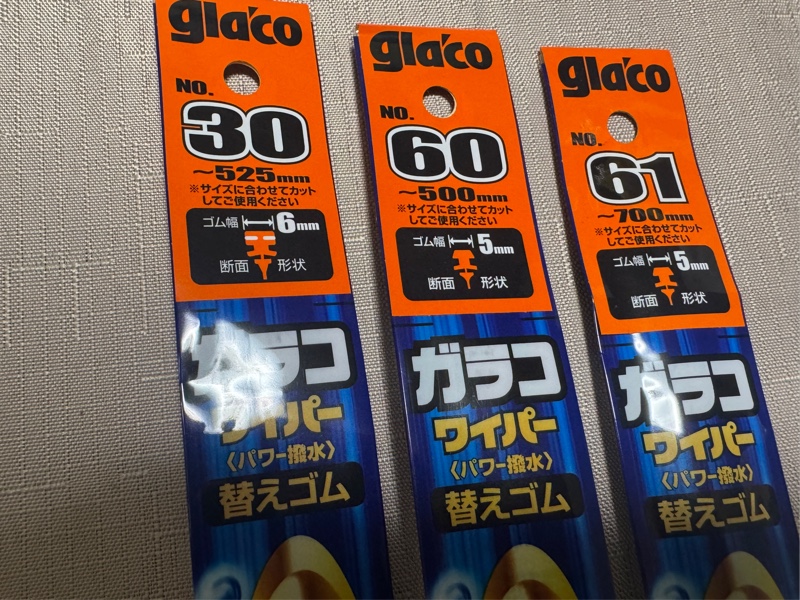 gla'co
NO.
30
～525mm
※サイズに合わせてカット
してご使用ください
ゴム幅 6mm
断面 形状
ガラコ
ワイパー
〈パワー撥水〉
替えゴム
gla'co
NO.
60
～500mm
※サイズに合わせてカット
してご使用ください
ゴム幅 5mm
断面 形状
ガラコ
ワイパー
〈パワー撥水〉
替えゴム
gla'co
NO.
61
～700mm
※サイズに合わせてカット
してご使用ください
ゴム幅 5mm
断面 形状
ガラコ
ワイパー
〈パワー撥水〉
替えゴム